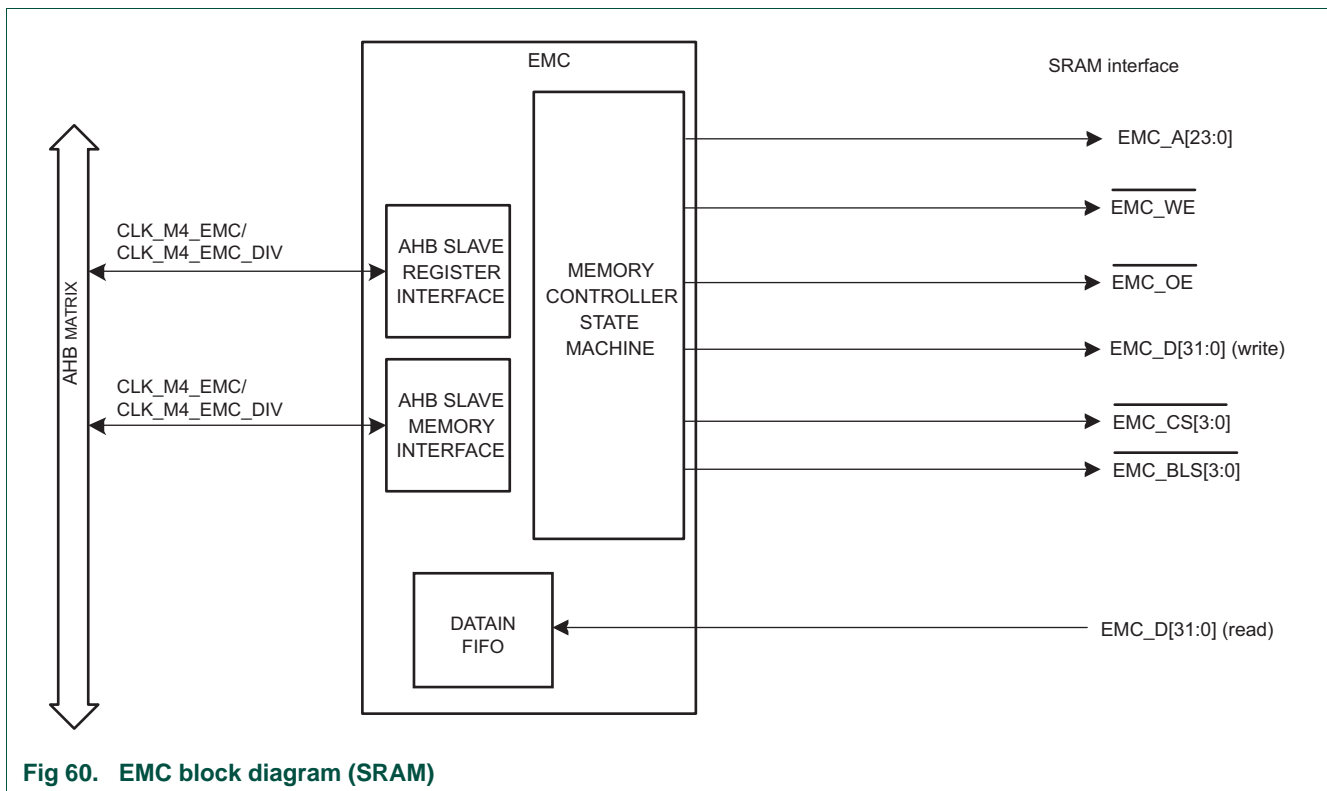 EMC
SRAM interface
AHB MATRIX
CLK_M4_EMC/
CLK_M4_EMC_DIV
AHB SLAVE
REGISTER
INTERFACE
CLK_M4_EMC/
CLK_M4_EMC_DIV
AHB SLAVE
MEMORY
INTERFACE
MEMORY
CONTROLLER
STATE
MACHINE
DATAIN
FIFO
EMC_A[23:0]
EMC_WE
EMC_OE
EMC_D[31:0] (write)
EMC_CS[3:0]
EMC_BLS[3:0]
EMC_D[31:0] (read)
Fig 60. EMC block diagram (SRAM)